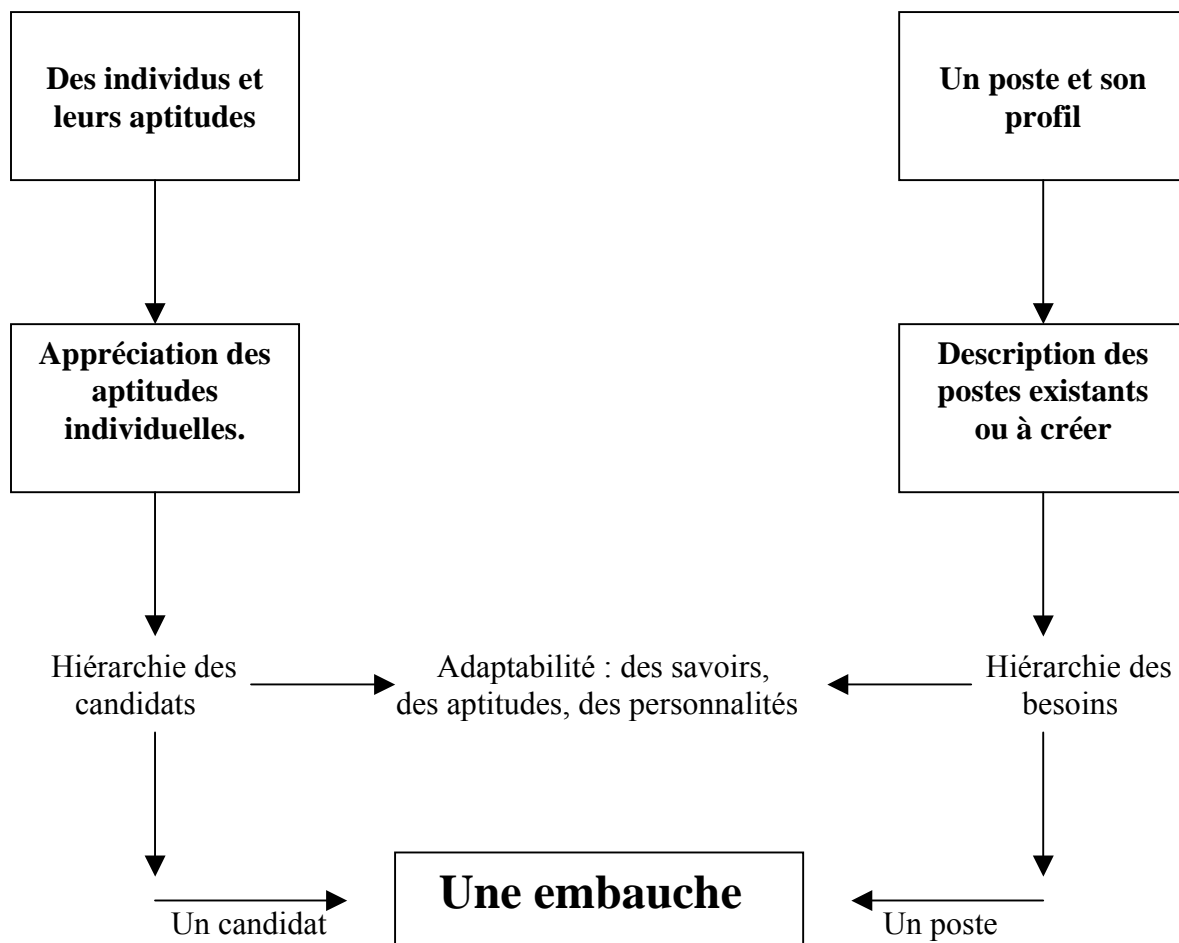 Des individus et
leurs aptitudes
Un poste et son
profil
Appréciation des
aptitudes
individuelles.
Description des
postes existants
ou à créer
Hiérarchie des
candidats
Adaptabilité : des savoirs,
des aptitudes, des personnalités
Hiérarchie des
besoins
Un candidat
Une embauche
Un poste